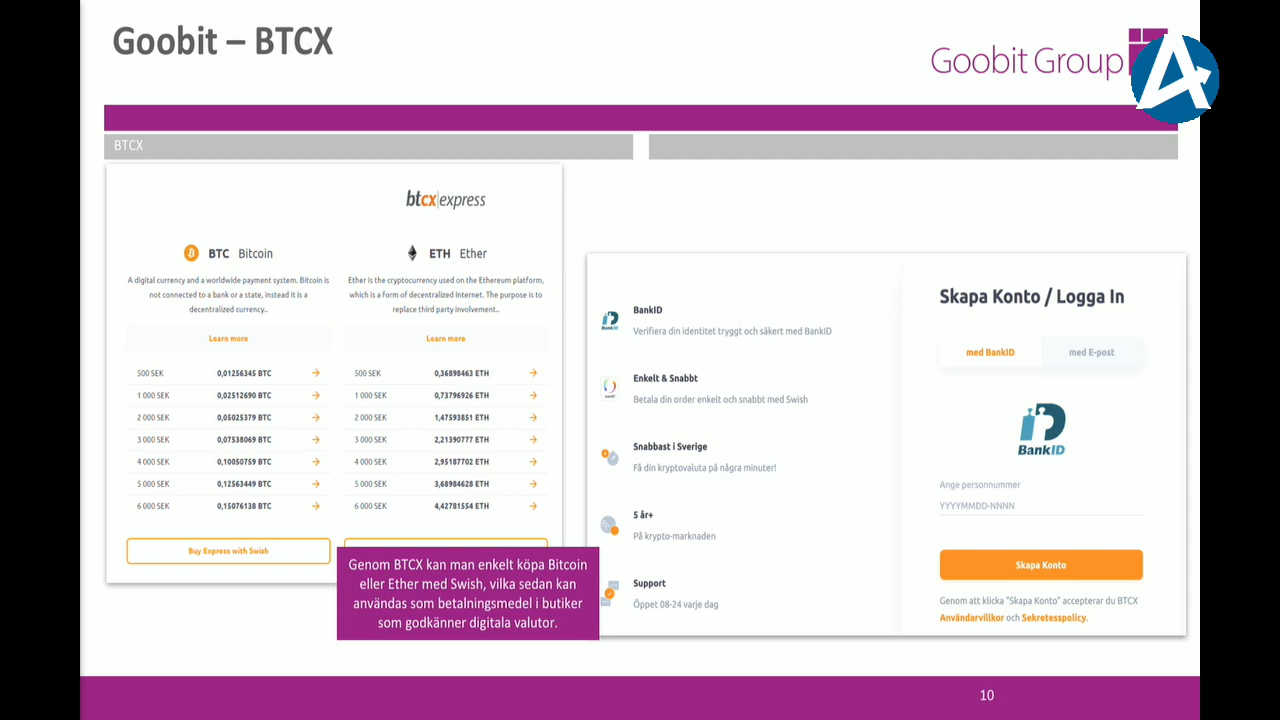 Goobit – BTCX
Goobit Group
BTCX
btcx|express
BTC Bitcoin
A digital currency and a worldwide payment system. Bitcoin is
not connected to a bank or a state, instead it is a
decentralized currency..
Learn more
500 SEK 0,01256345 BTC →
1 000 SEK 0,02512690 BTC →
2 000 SEK 0,05025379 BTC →
3 000 SEK 0,07538069 BTC →
4 000 SEK 0,10050759 BTC →
5 000 SEK 0,12563449 BTC →
6 000 SEK 0,15076138 BTC →
Buy Express with Swish
ETH Ether
Ether is the cryptocurrency used on the Ethereum platform,
which is a form of decentralized Internet. The purpose is to
replace third party involvement..
Learn more
500 SEK 0,36898463 ETH →
1 000 SEK 0,73796926 ETH →
2 000 SEK 1,47593851 ETH →
3 000 SEK 2,21390777 ETH →
4 000 SEK 2,95187702 ETH →
5 000 SEK 3,68984628 ETH →
6 000 SEK 4,42781554 ETH →
Genom BTCX kan man enkelt köpa Bitcoin
eller Ether med Swish, vilka sedan kan
användas som betalningsmedel i butiker
som godkänner digitala valutor.
BankID
BankID
Verifiera din identitet tryggt och säkert med BankID
Enkelt & Snabbt
Betala din order enkelt och snabbt med Swish
Snabbast i Sverige
Få din kryptovaluta på några minuter!
5 år+
På krypto-marknaden
Support
Öppet 08-24 varje dag
Skapa Konto / Logga In
med BankID
med E-post
BankID
Ange personnummer
YYYYMMDD-NNNN
Skapa Konto
Genom att klicka "Skapa Konto" accepterar du BTCX
Användarvillkor och Sekretesspolicy.
10